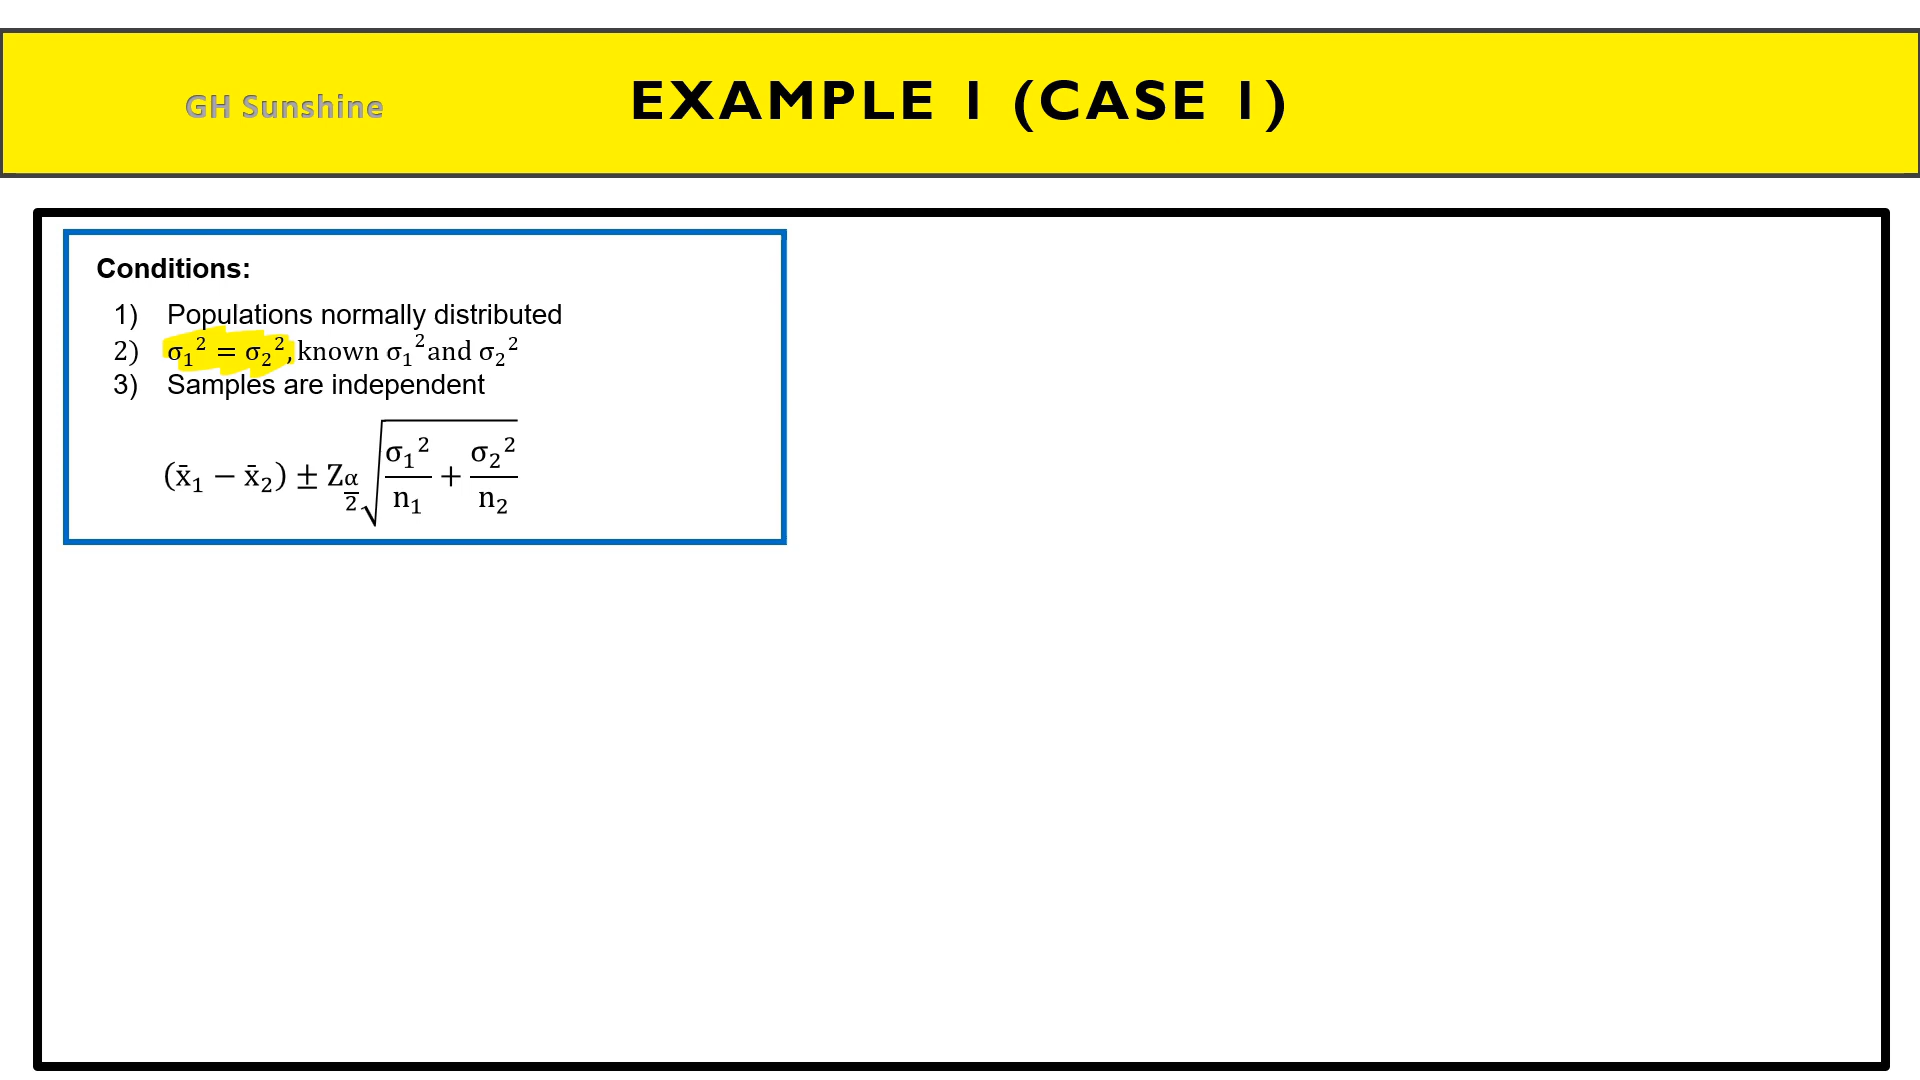 GH Sunshine
EXAMPLE 1 (CASE 1)
Conditions:
1) Populations normally distributed
2) σ₁² = σ₂², known σ₁² and σ₂²
3) Samples are independent
(x̄₁ − x̄₂) ± Z_(α/2) √(σ₁²/n₁ + σ₂²/n₂)